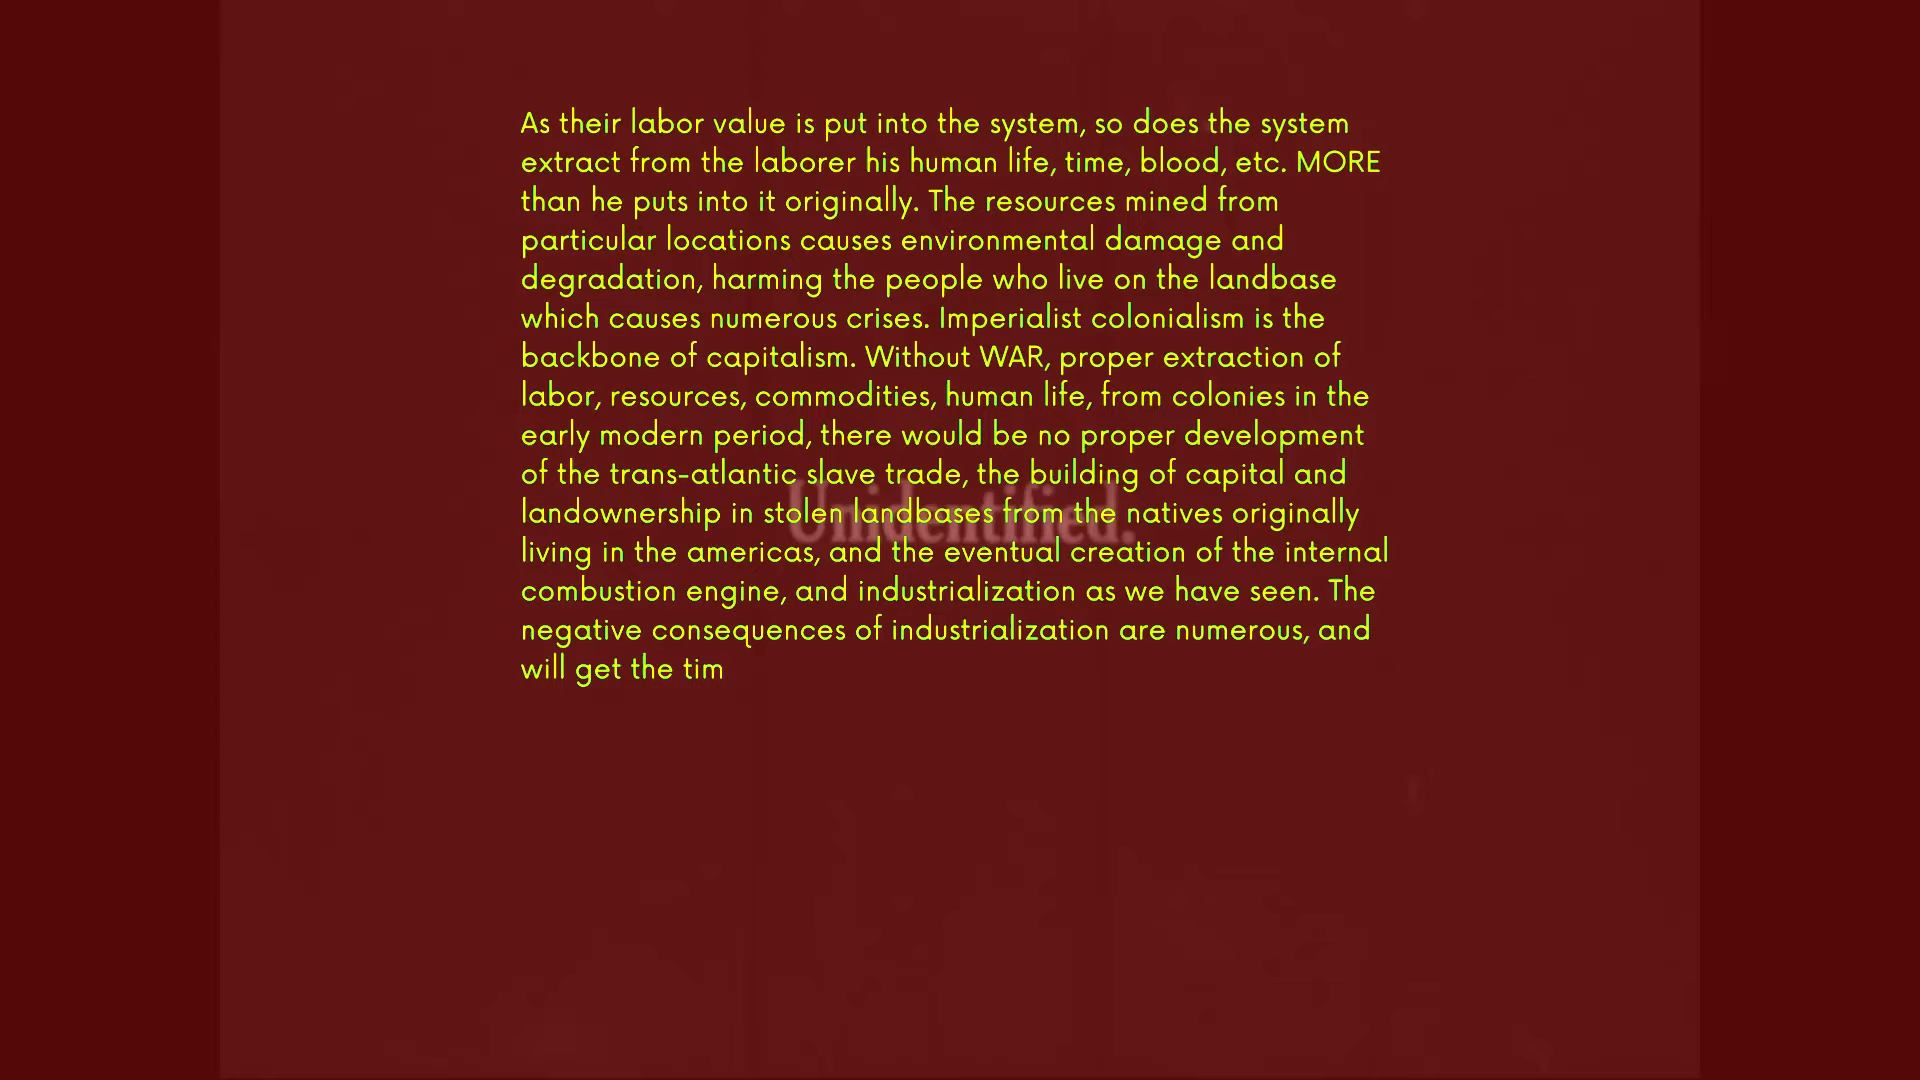 As their labor value is put into the system, so does the system
extract from the laborer his human life, time, blood, etc. MORE
than he puts into it originally. The resources mined from
particular locations causes environmental damage and
degradation, harming the people who live on the landbase
which causes numerous crises. Imperialist colonialism is the
backbone of capitalism. Without WAR, proper extraction of
labor, resources, commodities, human life, from colonies in the
early modern period, there would be no proper development
of the trans-atlantic slave trade, the building of capital and
Unidentified.
landownership in stolen landbases from the natives originally
living in the americas, and the eventual creation of the internal
combustion engine, and industrialization as we have seen. The
negative consequences of industrialization are numerous, and
will get the tim